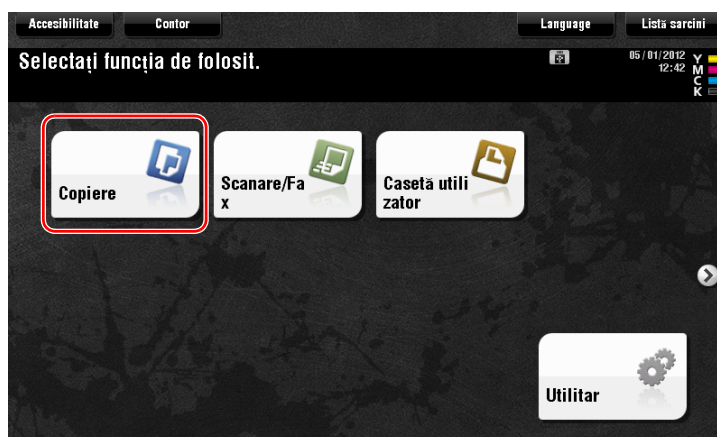 Accesibilitate Contor Language Listă sarcini
Selectați funcția de folosit.
05/01/2012
12:42
Y
M
C
K
Copiere
Scanare/Fa
x
Casetă utili
zator
Utilitar